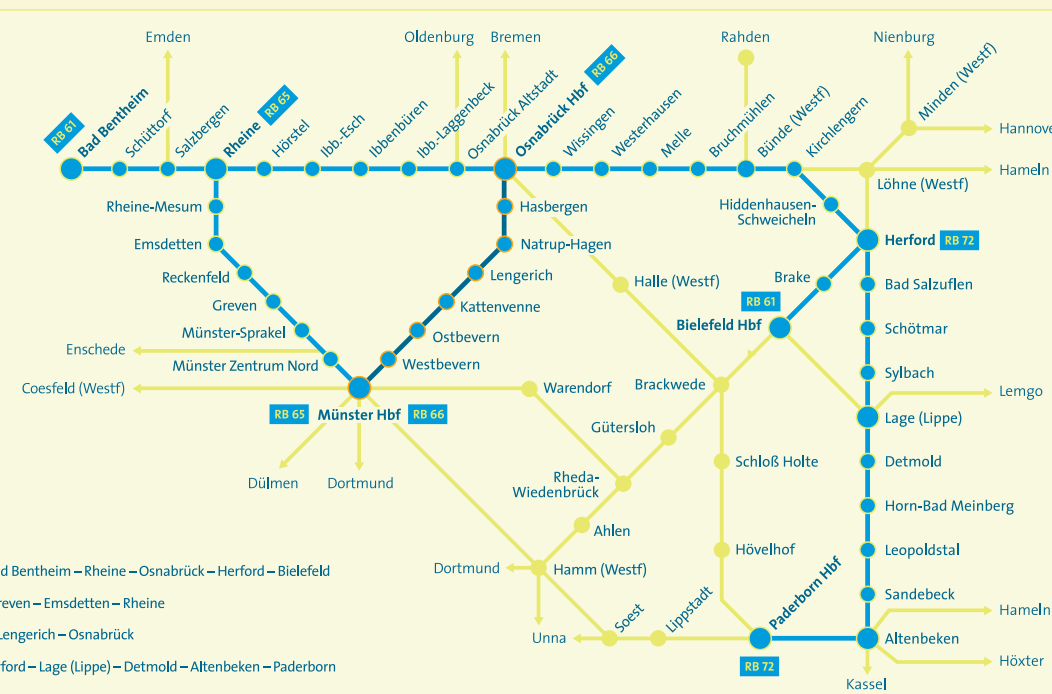 Emden
Oldenburg
Bremen
Rahden
Nienburg
RB 61
Bad Bentheim
Schüttorf
Salzbergen
Rheine
RB 65
Hörstel
Ibb-Esch
Ibbenbüren
Ibb-Laggenbeck
Osnabrück Altstadt
Osnabrück Hbf
RB 66
Wissingen
Westerhausen
Melle
Bruchmühlen
Bünde (Westf)
Kirchlengern
Minden (Westf)
Hannove
Hameln
Löhne (Westf)
Rheine-Mesum
Hasbergen
Hiddenhausen-
Schweicheln
Emsdetten
Natrup-Hagen
Herford
RB 72
Reckenfeld
Lengerich
Halle (Westf)
Brake
Bad Salzuflen
Greven
Kattenvenne
RB 61
Bielefeld Hbf
Schötmar
Münster-Sprakel
Ostbevern
Enschede
Münster Zentrum Nord
Westbevern
Sylbach
Coesfeld (Westf)
Warendorf
Brackwede
Lemgo
RB 65
Münster Hbf
RB 66
Lage (Lippe)
Gütersloh
Dülmen
Dortmund
Rheda-
Wiedenbrück
Schloß Holte
Detmold
Horn-Bad Meinberg
Ahlen
Hövelhof
Leopoldstal
Dortmund
Hamm (Westf)
Sandebeck
Hameln
Unna
Soest
Lippstadt
Paderborn Hbf
RB 72
Altenbeken
Höxter
Kassel
d Bentheim – Rheine – Osnabrück – Herford – Bielefeld
reven – Emsdetten – Rheine
Lengerich – Osnabrück
rford – Lage (Lippe) – Detmold – Altenbeken – Paderborn